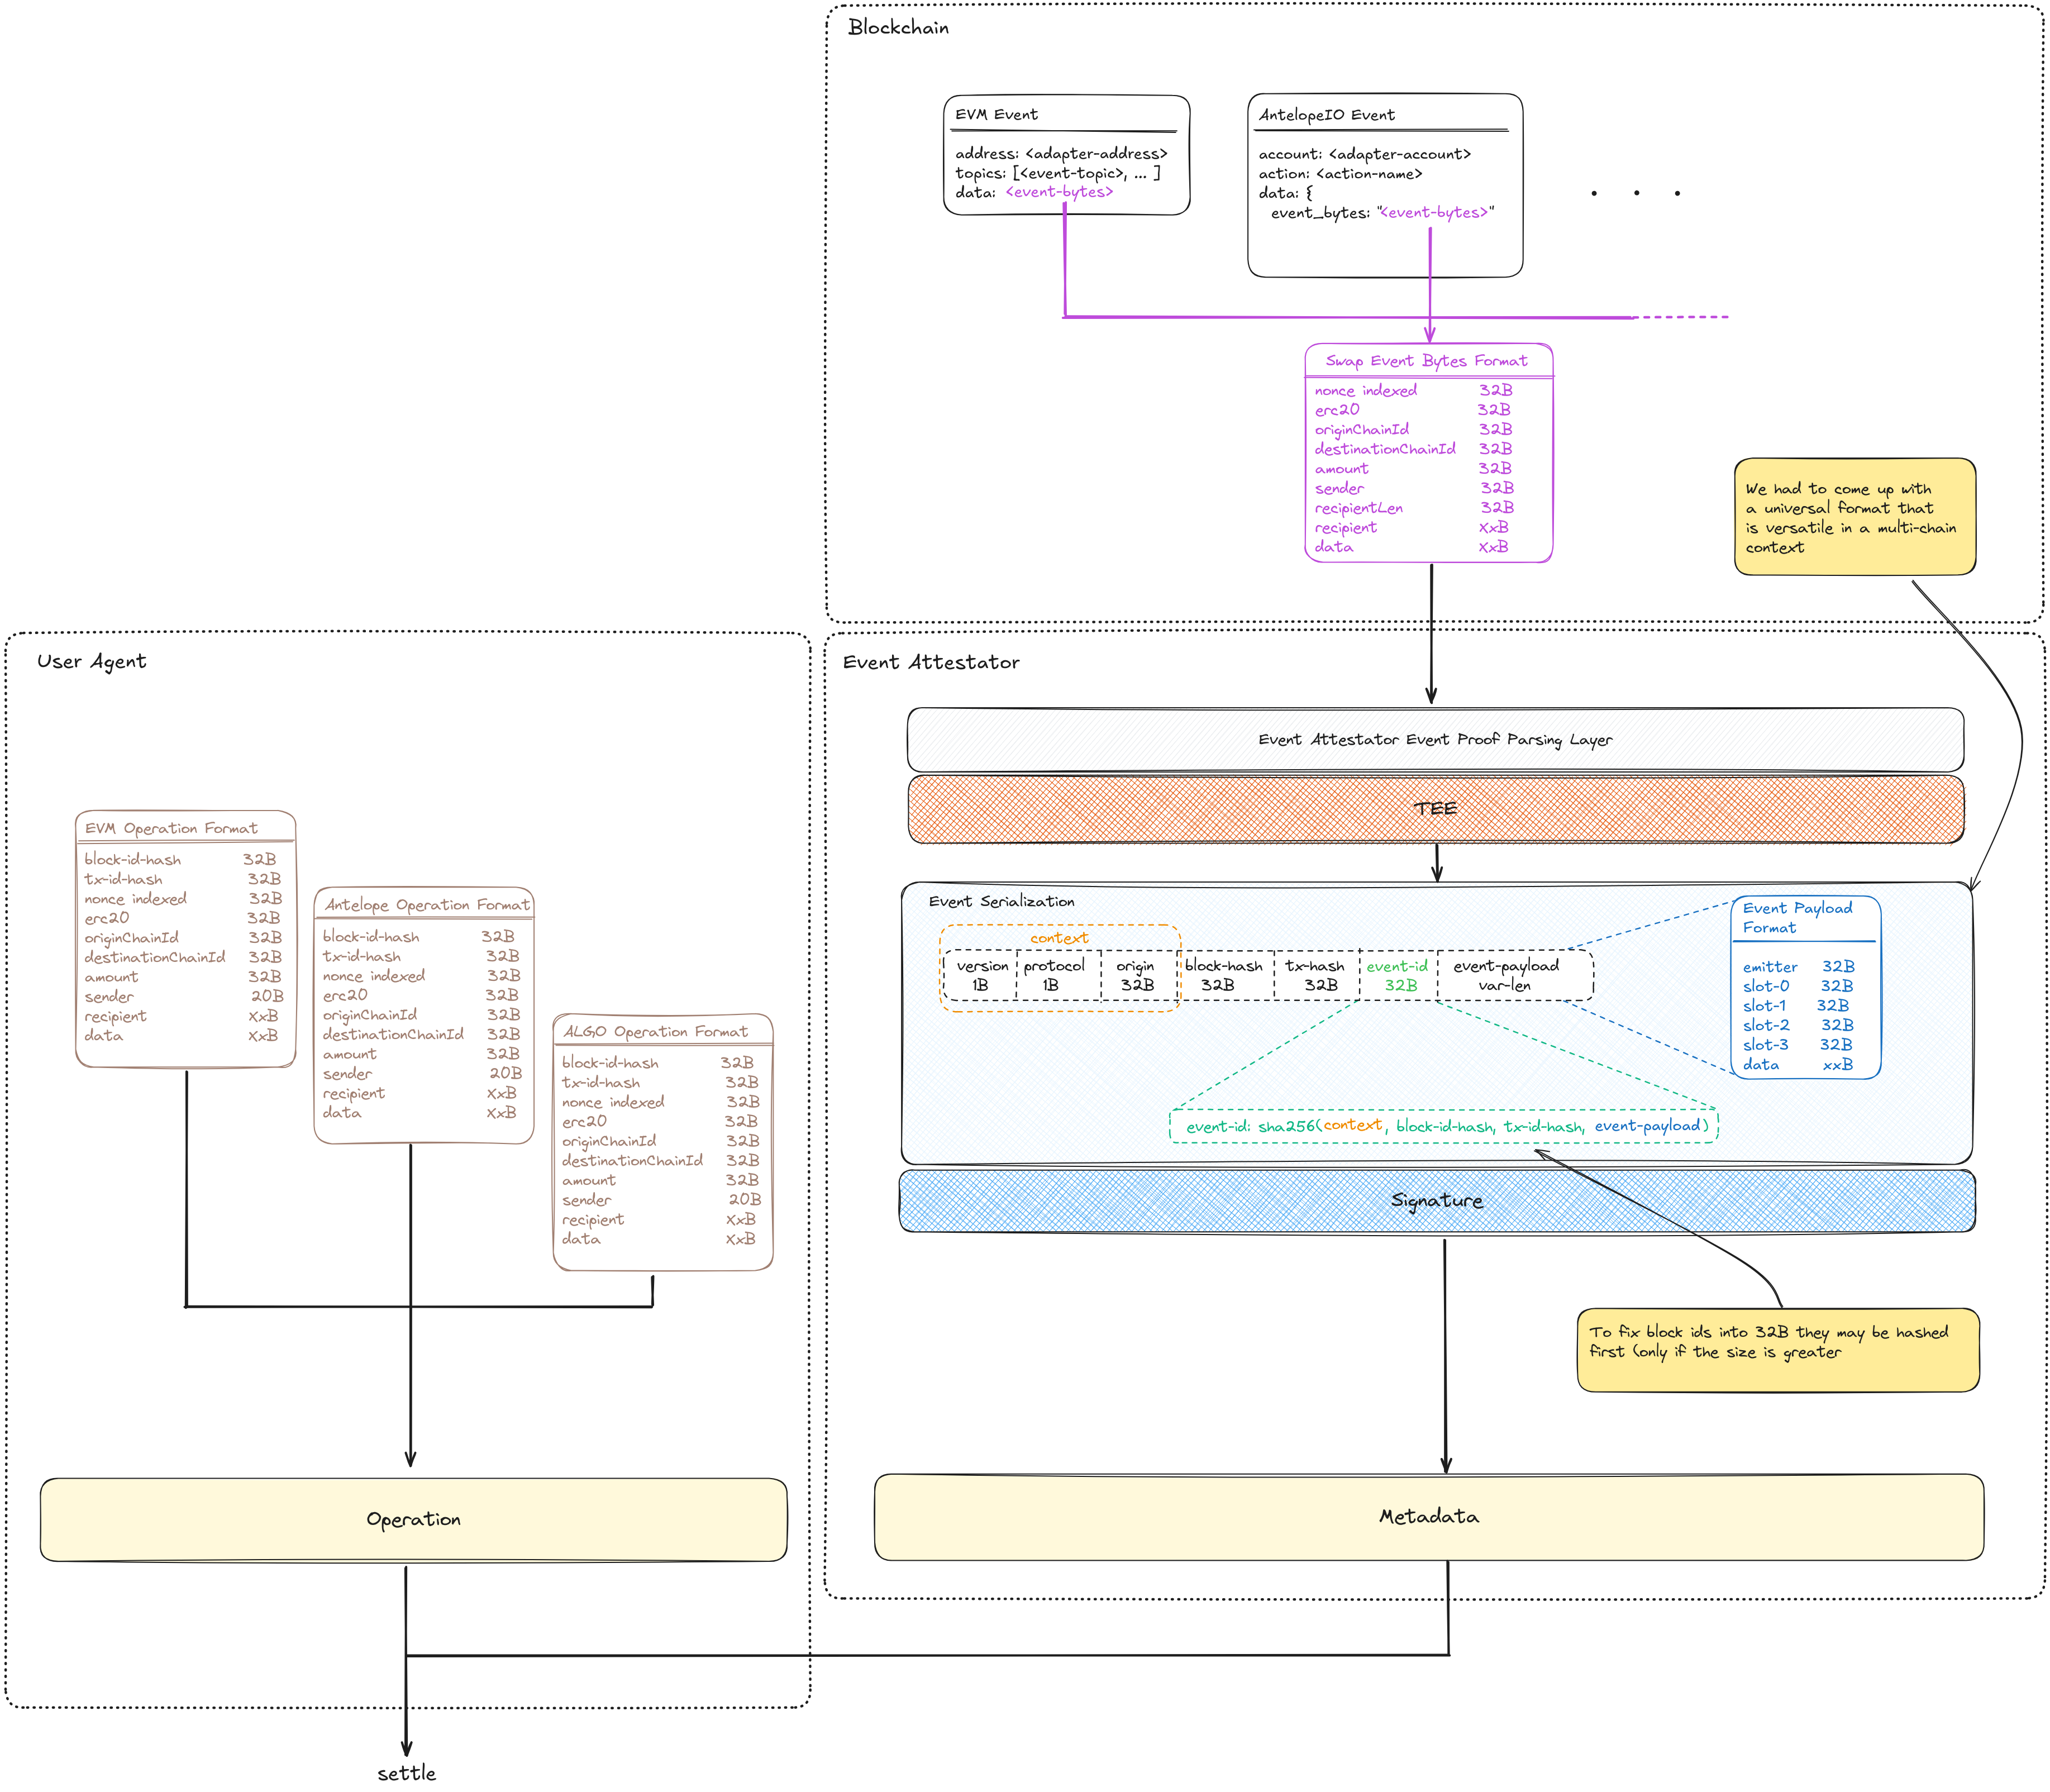 Blockchain
EVM Event
address: <adapter-address>
topics: [<event-topic>, ... ]
data: <event-bytes>
AntelopeIO Event
account: <adapter-account>
action: <action-name>
data: {
event_bytes: "<event-bytes>"
. . .
Swap Event Bytes Format
nonce indexed 32B
erc20 32B
originChainId 32B
destinationChainId 32B
amount 32B
sender 32B
recipientLen 32B
recipient XxB
data XxB
We had to come up with
a universal format that
is versatile in a multi-chain
context
User Agent
EVM Operation Format
block-id-hash 32B
tx-id-hash 32B
nonce indexed 32B
erc20 32B
originChainId 32B
destinationChainId 32B
amount 32B
sender 20B
recipient XxB
data XxB
Antelope Operation Format
block-id-hash 32B
tx-id-hash 32B
nonce indexed 32B
erc20 32B
originChainId 32B
destinationChainId 32B
amount 32B
sender 20B
recipient XxB
data XxB
ALGO Operation Format
block-id-hash 32B
tx-id-hash 32B
nonce indexed 32B
erc20 32B
originChainId 32B
destinationChainId 32B
amount 32B
sender 20B
recipient XxB
data XxB
Operation
Event Attestator
Event Attestator Event Proof Parsing Layer
TEE
Event Serialization
context
version protocol origin block-hash tx-hash event-id event-payload
1B 1B 32B 32B 32B 32B var-len
Event Payload
Format
emitter 32B
slot-0 32B
slot-1 32B
slot-2 32B
slot-3 32B
data xxB
event-id: sha256(context, block-id-hash, tx-id-hash, event-payload)
Signature
To fix block ids into 32B they may be hashed
first (only if the size is greater
Metadata
settle